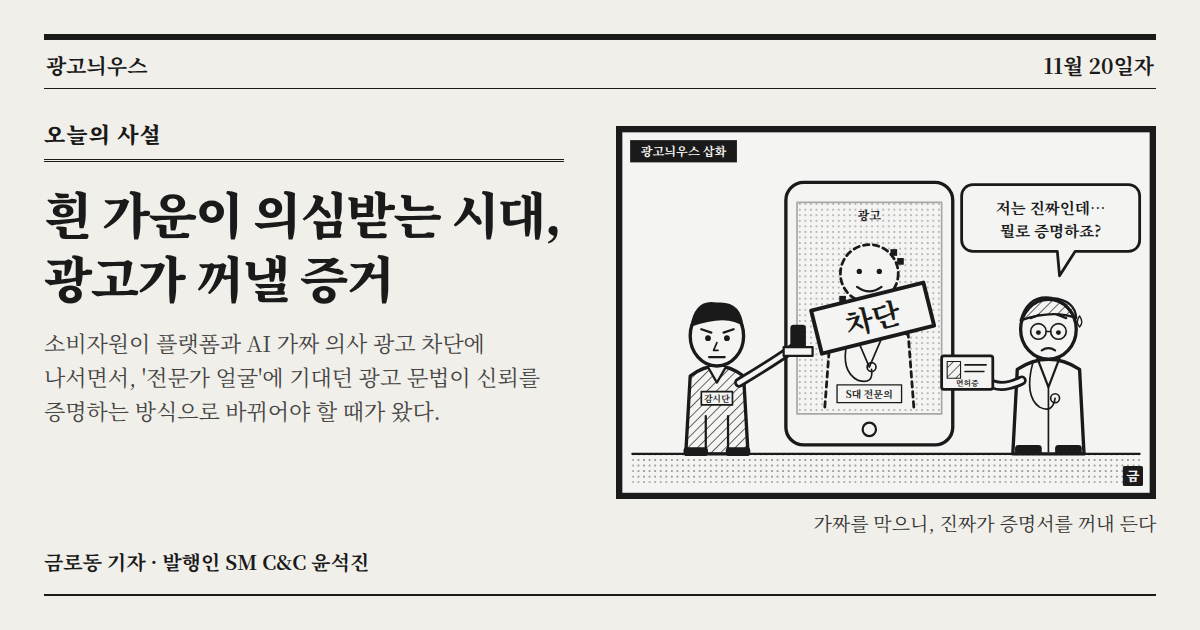 광고늬우스
11월 20일자
오늘의 사설
흰 가운이 의심받는 시대,
광고가 꺼낼 증거
소비자원이 플랫폼과 AI 가짜 의사 광고 차단에
나서면서, '전문가 얼굴'에 기대던 광고 문법이 신뢰를
증명하는 방식으로 바뀌어야 할 때가 왔다.
광고늬우스 삽화
광고
저는 진짜인데…
뭘로 증명하죠?
차단
감시단
S대 전문의
면허증
금
가짜를 막으니, 진짜가 증명서를 꺼내 든다
금로동 기자 · 발행인 SM C&C 윤석진